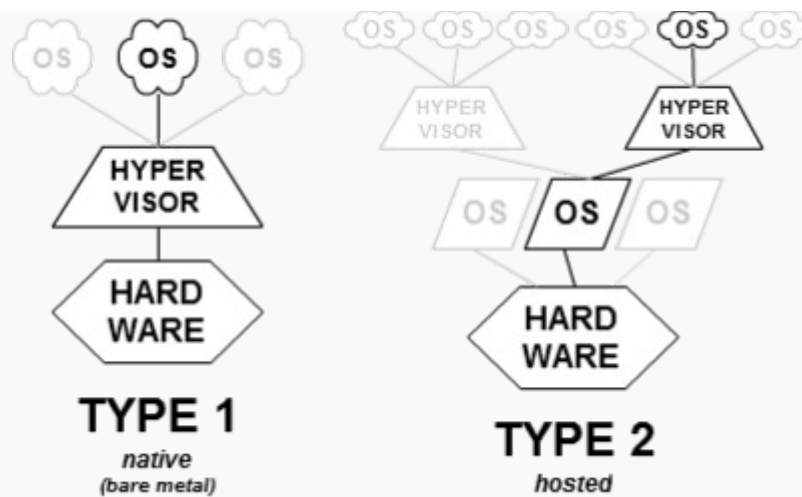 OS OS OS
HYPER
VISOR
HARD
WARE
TYPE 1
native
(bare metal)
OS OS OS OS OS OS
HYPER
VISOR
HYPER
VISOR
OS OS OS
HARD
WARE
TYPE 2
hosted